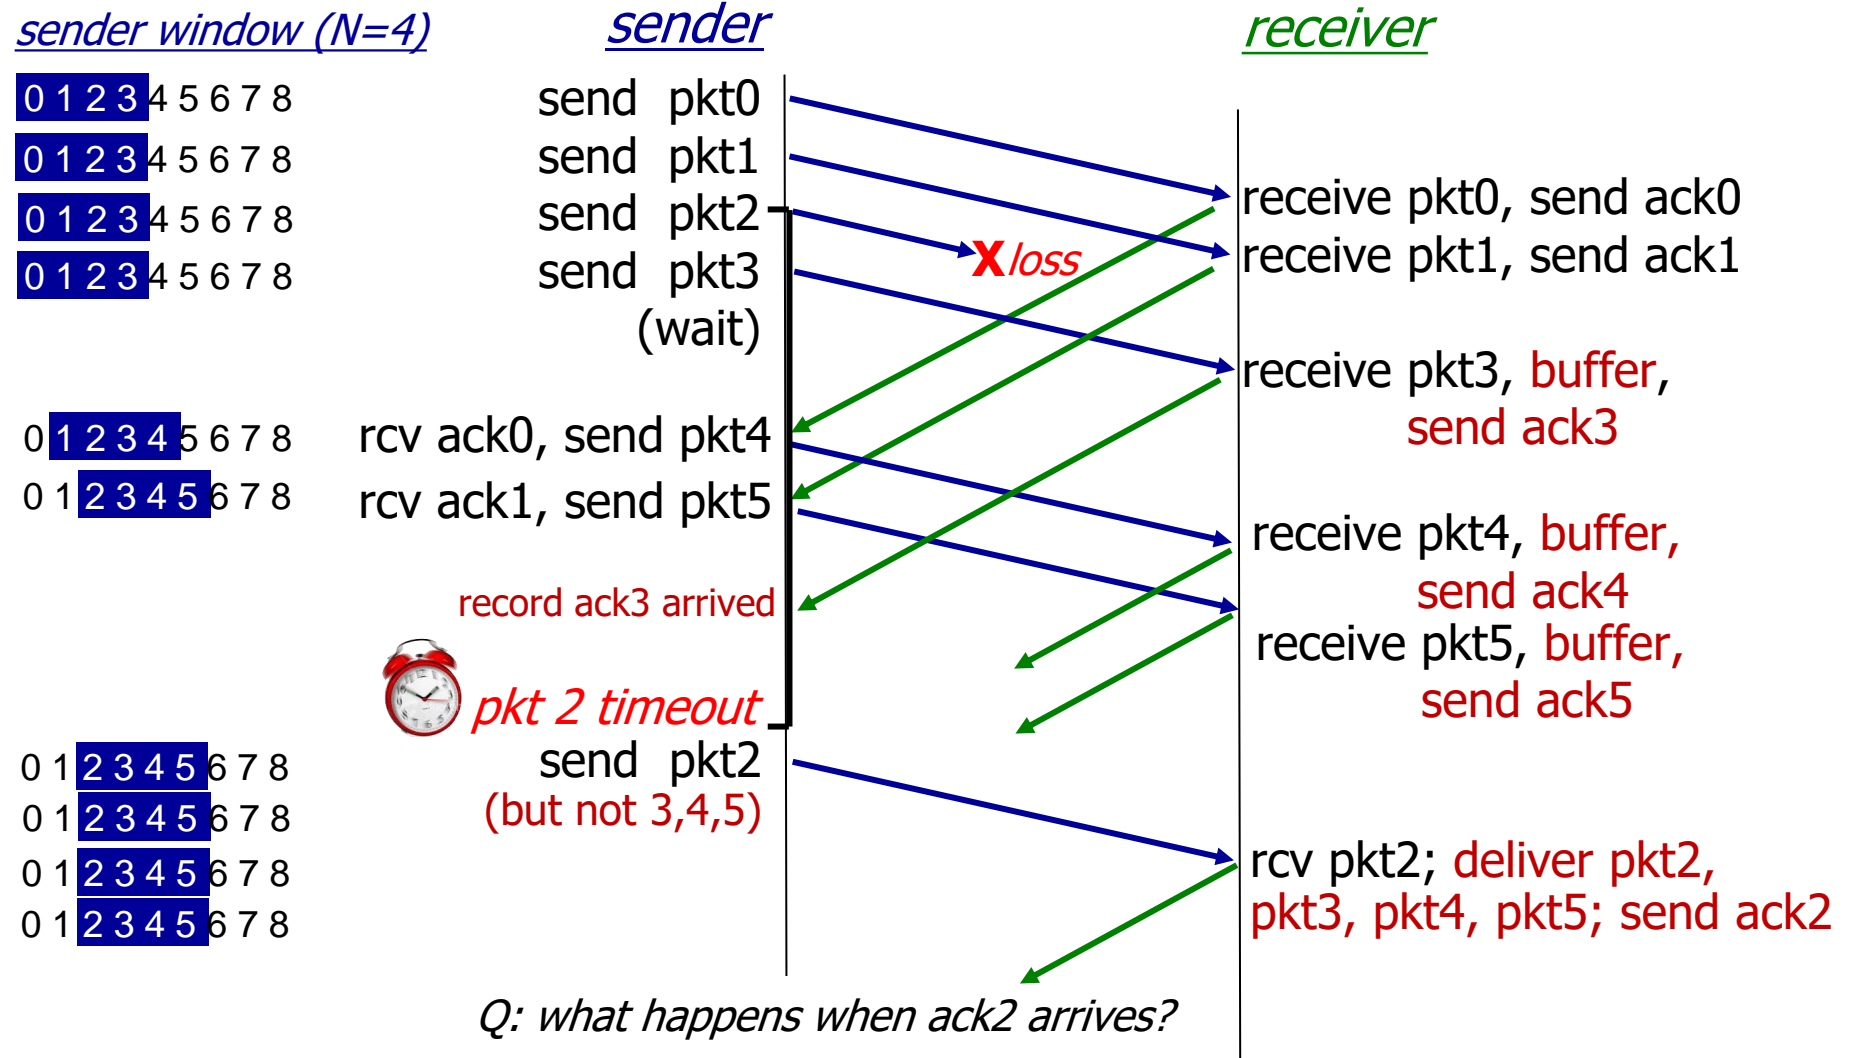 sender window (N=4)
sender
receiver
0 1 2 3 4 5 6 7 8
send pkt0
0 1 2 3 4 5 6 7 8
send pkt1
receive pkt0, send ack0
0 1 2 3 4 5 6 7 8
send pkt2
X loss
receive pkt1, send ack1
0 1 2 3 4 5 6 7 8
send pkt3
(wait)
receive pkt3, buffer,
send ack3
0 1 2 3 4 5 6 7 8
rcv ack0, send pkt4
0 1 2 3 4 5 6 7 8
rcv ack1, send pkt5
receive pkt4, buffer,
send ack4
record ack3 arrived
receive pkt5, buffer,
send ack5
pkt 2 timeout
0 1 2 3 4 5 6 7 8
send pkt2
0 1 2 3 4 5 6 7 8
(but not 3,4,5)
0 1 2 3 4 5 6 7 8
rcv pkt2; deliver pkt2,
0 1 2 3 4 5 6 7 8
pkt3, pkt4, pkt5; send ack2
Q: what happens when ack2 arrives?